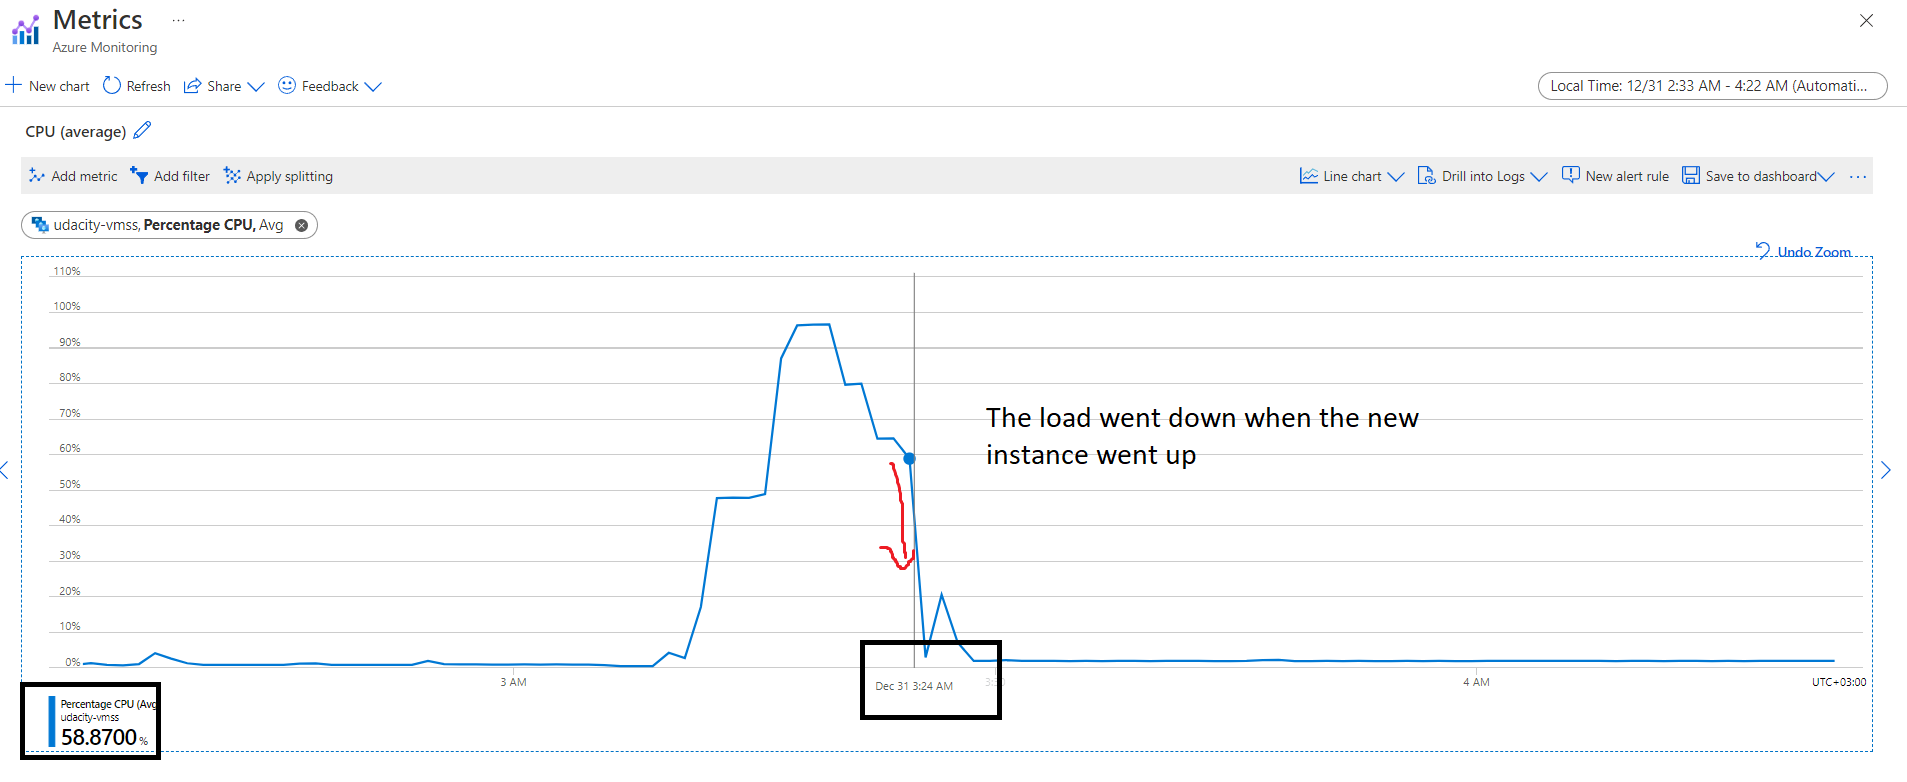 Metrics ...
Azure Monitoring
New chart Refresh Share Feedback Local Time: 12/31 2:33 AM - 4:22 AM (Automati...
CPU (average)
Add metric Add filter Apply splitting Line chart Drill into Logs New alert rule Save to dashboard ...
udacity-vmss, Percentage CPU, Avg
Undo Zoom
110%
100%
90%
80%
70%
The load went down when the new
instance went up
60%
50%
40%
30%
20%
10%
0%
3 AM Dec 31 3:24 AM 4 AM UTC+03:00
Percentage CPU (Avg
udacity-vmss
58.8700 %